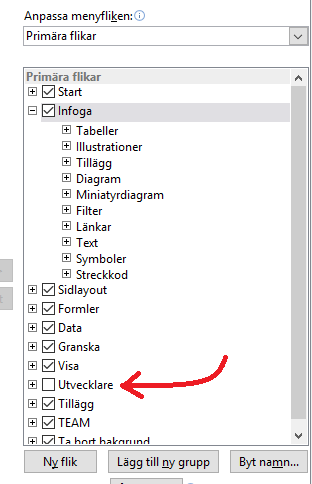 Anpassa menyfliken:
Primära flikar
Primära flikar
Start
Infoga
Tabeller
Illustrationer
Tillägg
Diagram
Miniatyrdiagram
Filter
Länkar
Text
Symboler
Streckkod
Sidlayout
Formler
Data
Granska
Visa
Utvecklare
Tillägg
TEAM
Ta bort bakgrund
Ny flik
Lägg till ny grupp
Byt namn...